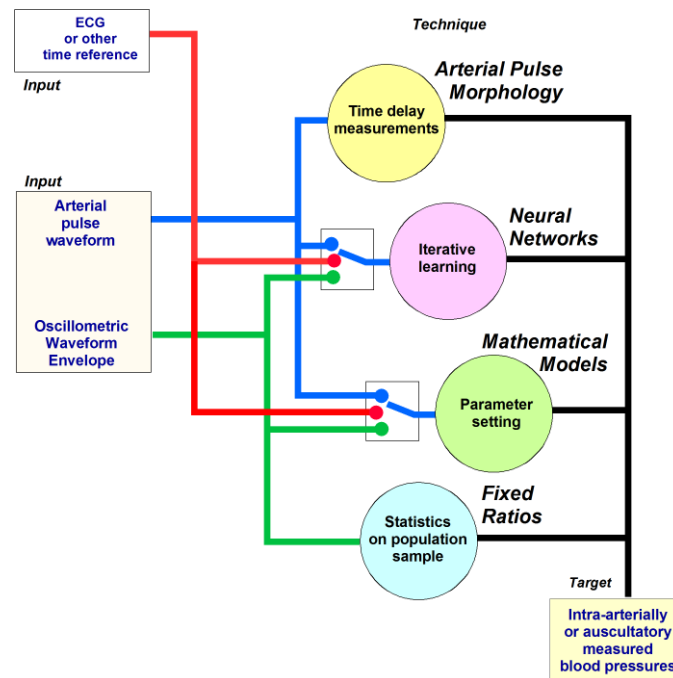 ECG
or other
time reference
Input
Technique
Arterial Pulse
Morphology
Time delay
measurements
Input
Arterial
pulse
waveform
Neural
Networks
Iterative
learning
Oscillometric
Waveform
Envelope
Mathematical
Models
Parameter
setting
Fixed
Ratios
Statistics
on population
sample
Target
Intra-arterially
or auscultatory
measured
blood pressures